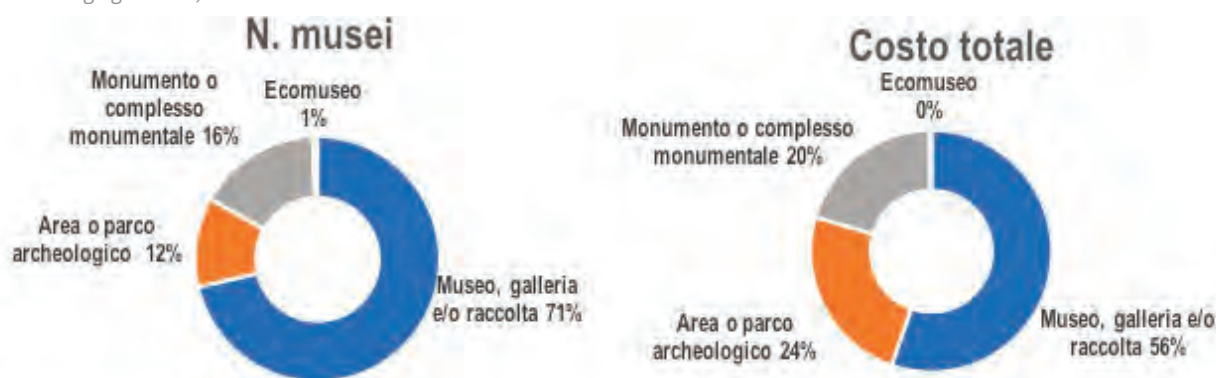 N. musei
Monumento o
complesso
monumentale 16%
Ecomuseo
1%
Area o parco
archeologico 12%
Museo, galleria
e/o raccolta 71%
Costo totale
Ecomuseo
0%
Monumento o complesso
monumentale 20%
Area o parco
archeologico 24%
Museo, galleria e/o
raccolta 56%